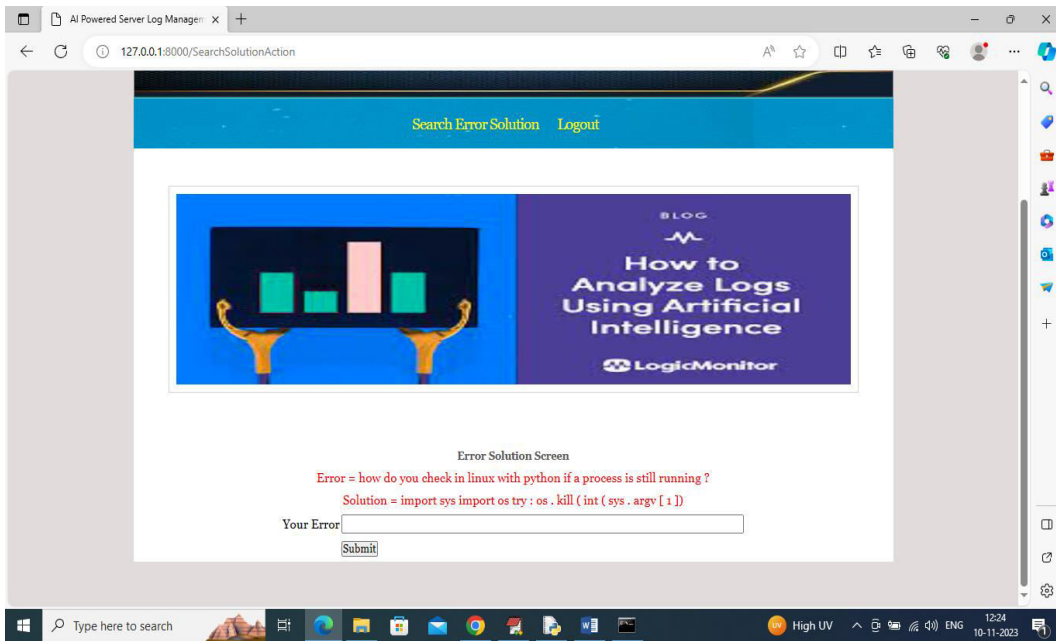 AI Powered Server Log Managem
127.0.0.1:8000/SearchSolutionAction
Search Error Solution Logout
BLOG
How to
Analyze Logs
Using Artificial
Intelligence
LogicMonitor
Error Solution Screen
Error = how do you check in linux with python if a process is still running ?
Solution = import sys import os try : os . kill ( int ( sys . argv [ 1 ])
Your Error
Submit
Type here to search
UV High UV ENG 12:24
10-11-2023